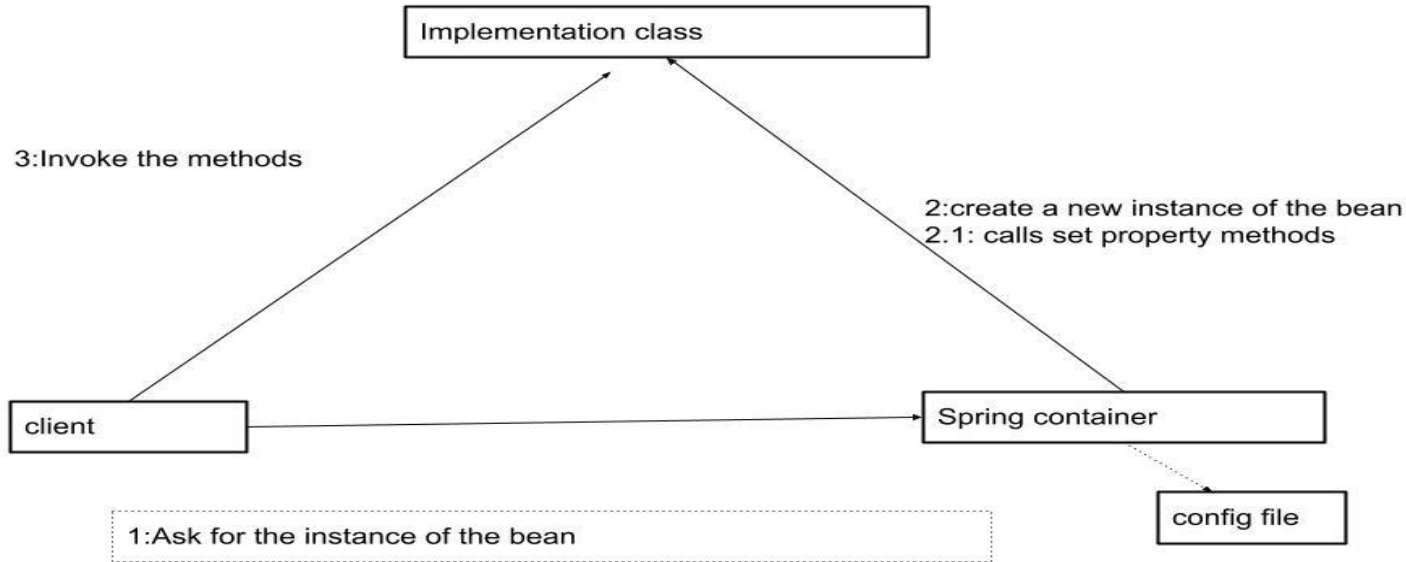 Implementation class
3:Invoke the methods
2:create a new instance of the bean
2.1: calls set property methods
client
Spring container
config file
1:Ask for the instance of the bean